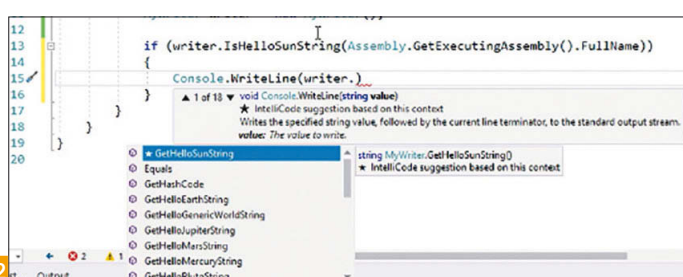 12
13 if (writer.IsHelloSunString(Assembly.GetExecutingAssembly().FullName))
14 {
15 Console.WriteLine(writer.)
16 }
17 }
18 }
19 }
20
▲ 1 of 18 ▼ void Console.WriteLine(string value)
★ IntelliCode suggestion based on this context
Writes the specified string value, followed by the current line terminator, to the standard output stream.
value: The value to write.
★ GetHelloSunString
Equals
GetHashCode
GetHelloEarthString
GetHelloGenericWorldString
GetHelloJupiterString
GetHelloMarsString
GetHelloMercuryString
GetHelloPlutoString
string MyWriter.GetHelloSunString()
★ IntelliCode suggestion based on this context
2 1
Output